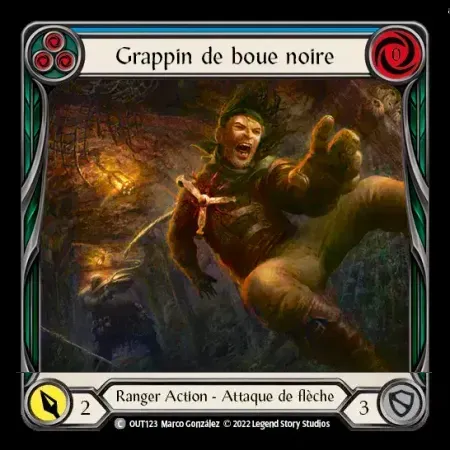 Grappin de boue noire
0
Ranger Action - Attaque de flèche
2
3
C OUT123 Marco González © 2022 Legend Story Studios